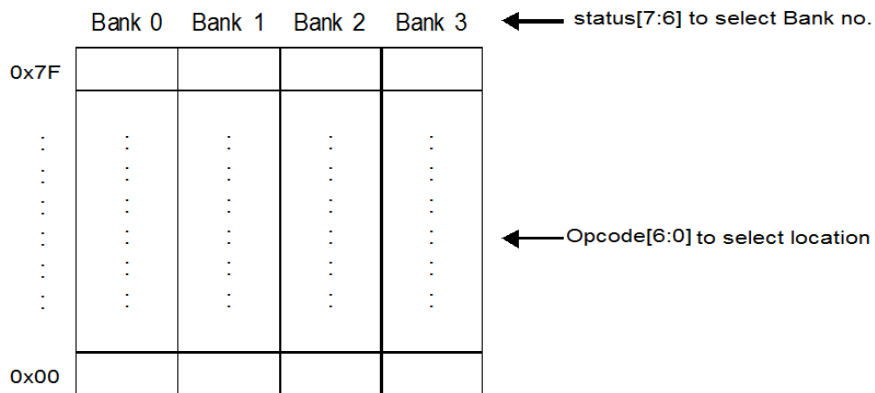 Bank 0 Bank 1 Bank 2 Bank 3 status[7:6] to select Bank no.
0x7F
Opcode[6:0] to select location
0x00